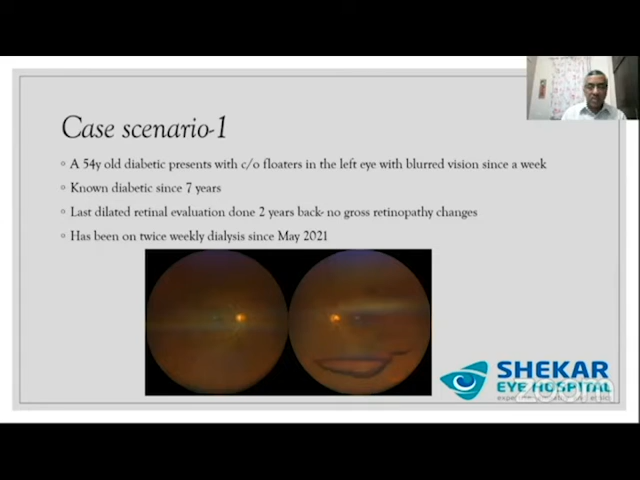 Case scenario-1
◦ A 54y old diabetic presents with c/o floaters in the left eye with blurred vision since a week
◦ Known diabetic since 7 years
◦ Last dilated retinal evaluation done 2 years back- no gross retinopathy changes
◦ Has been on twice weekly dialysis since May 2021
SHEKAR
EYE HOSPITAL
zoom